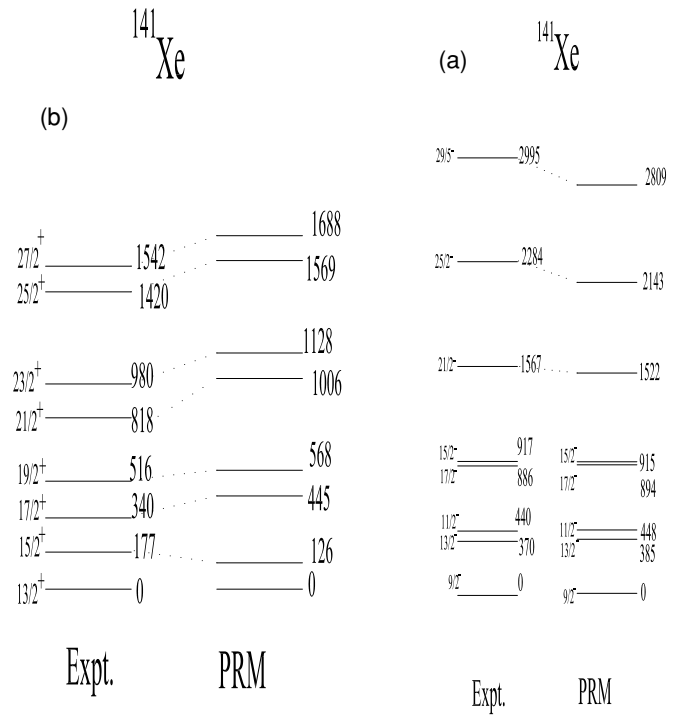 141Xe
(b)
1688
27/2+ 1542
1569
25/2+ 1420
1128
23/2+ 980
1006
21/2+ 818
568
19/2+ 516
445
17/2+ 340
15/2+ 177 126
13/2+ 0 0
Expt. PRM
(a)
141Xe
29/5- 2995
2809
25/2- 2284
2143
21/2- 1567 1522
15/2- 917 15/2- 915
17/2- 886 17/2- 894
11/2- 440 11/2- 448
13/2- 370 13/2- 385
9/2- 0 9/2- 0
Expt. PRM